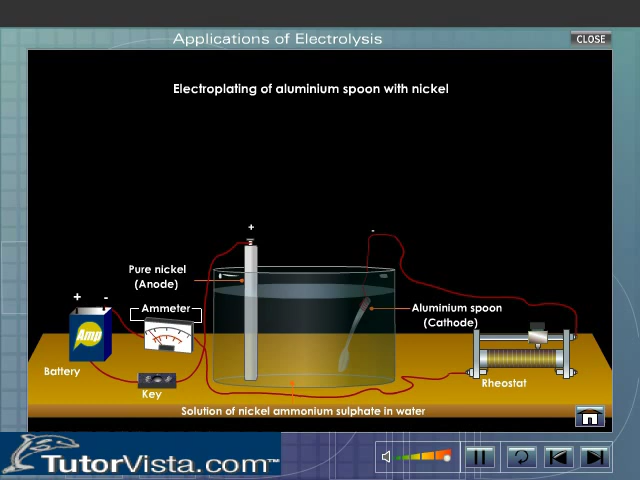 Applications of Electrolysis
CLOSE
Electroplating of aluminium spoon with nickel
+
-
Pure nickel
(Anode)
+ -
Ammeter
Aluminium spoon
(Cathode)
Amp
Battery
Key
Rheostat
Solution of nickel ammonium sulphate in water
TutorVista.com™